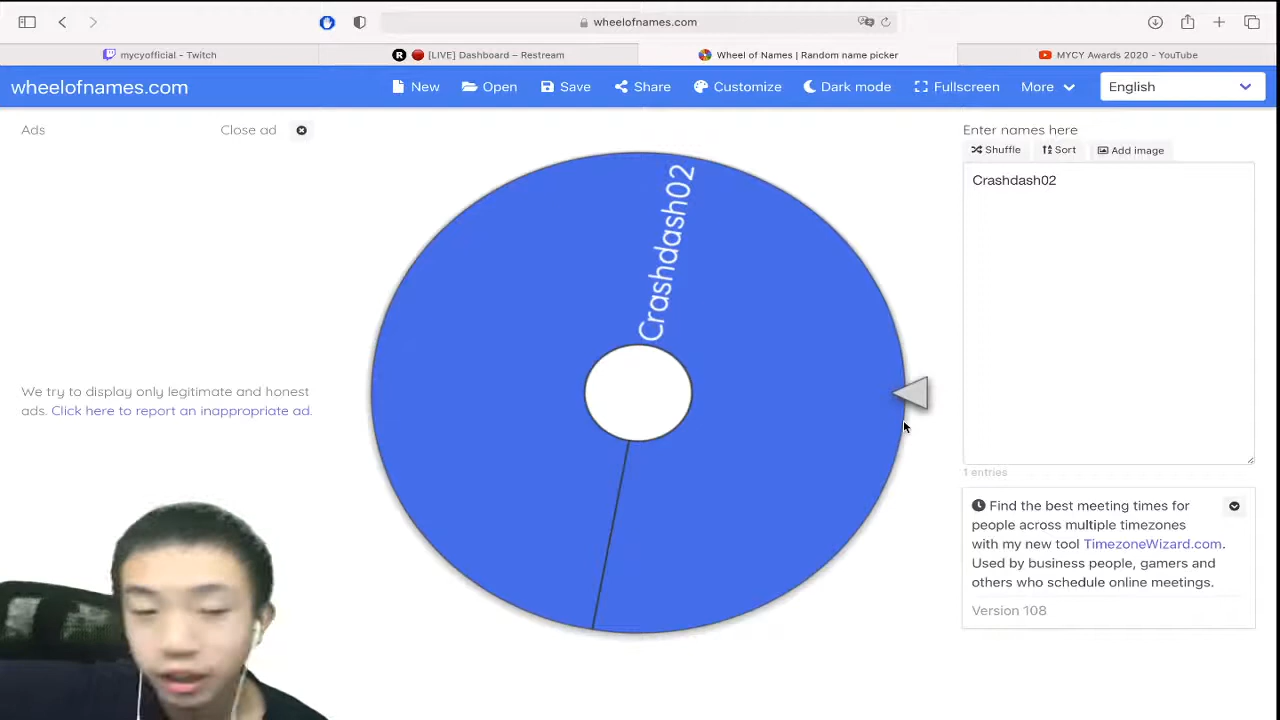 wheelofnames.com
mycyofficial - Twitch
R [LIVE] Dashboard – Restream
Wheel of Names | Random name picker
MYCY Awards 2020 - YouTube
wheelofnames.com
New
Open
Save
Share
Customize
Dark mode
Fullscreen
More
English
Ads
Close ad
Enter names here
Shuffle
Sort
Add image
Crashdash02
Crashdash02
We try to display only legitimate and honest
ads. Click here to report an inappropriate ad.
1 entries
Find the best meeting times for
people across multiple timezones
with my new tool TimezoneWizard.com.
Used by business people, gamers and
others who schedule online meetings.
Version 108